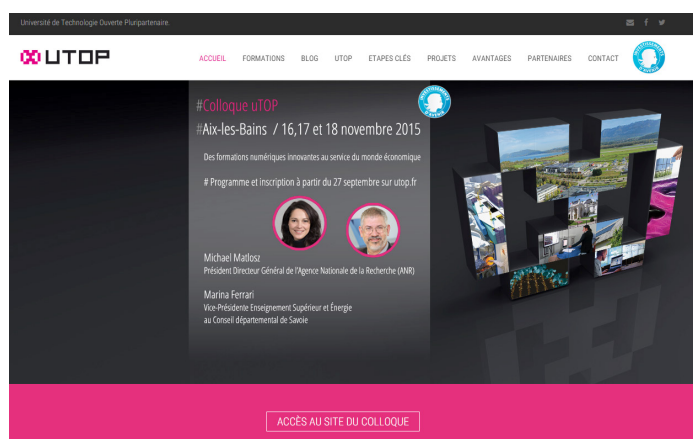 Université de Technologie Ouverte Pluripartenaire.
UTOP
ACCUEIL FORMATIONS BLOG UTOP ETAPES CLÉS PROJETS AVANTAGES PARTENAIRES CONTACT
INVESTISSEMENTS D'AVENIR
#Colloque uTOP
INVESTISSEMENTS D'AVENIR
#Aix-les-Bains / 16,17 et 18 novembre 2015
Des formations numériques innovantes au service du monde économique
# Programme et inscription à partir du 27 septembre sur utop.fr
Michael Matlosz
Président Directeur Général de l'Agence Nationale de la Recherche (ANR)
Marina Ferrari
Vice-Présidente Enseignement Supérieur et Énergie
au Conseil départemental de Savoie
ACCÈS AU SITE DU COLLOQUE